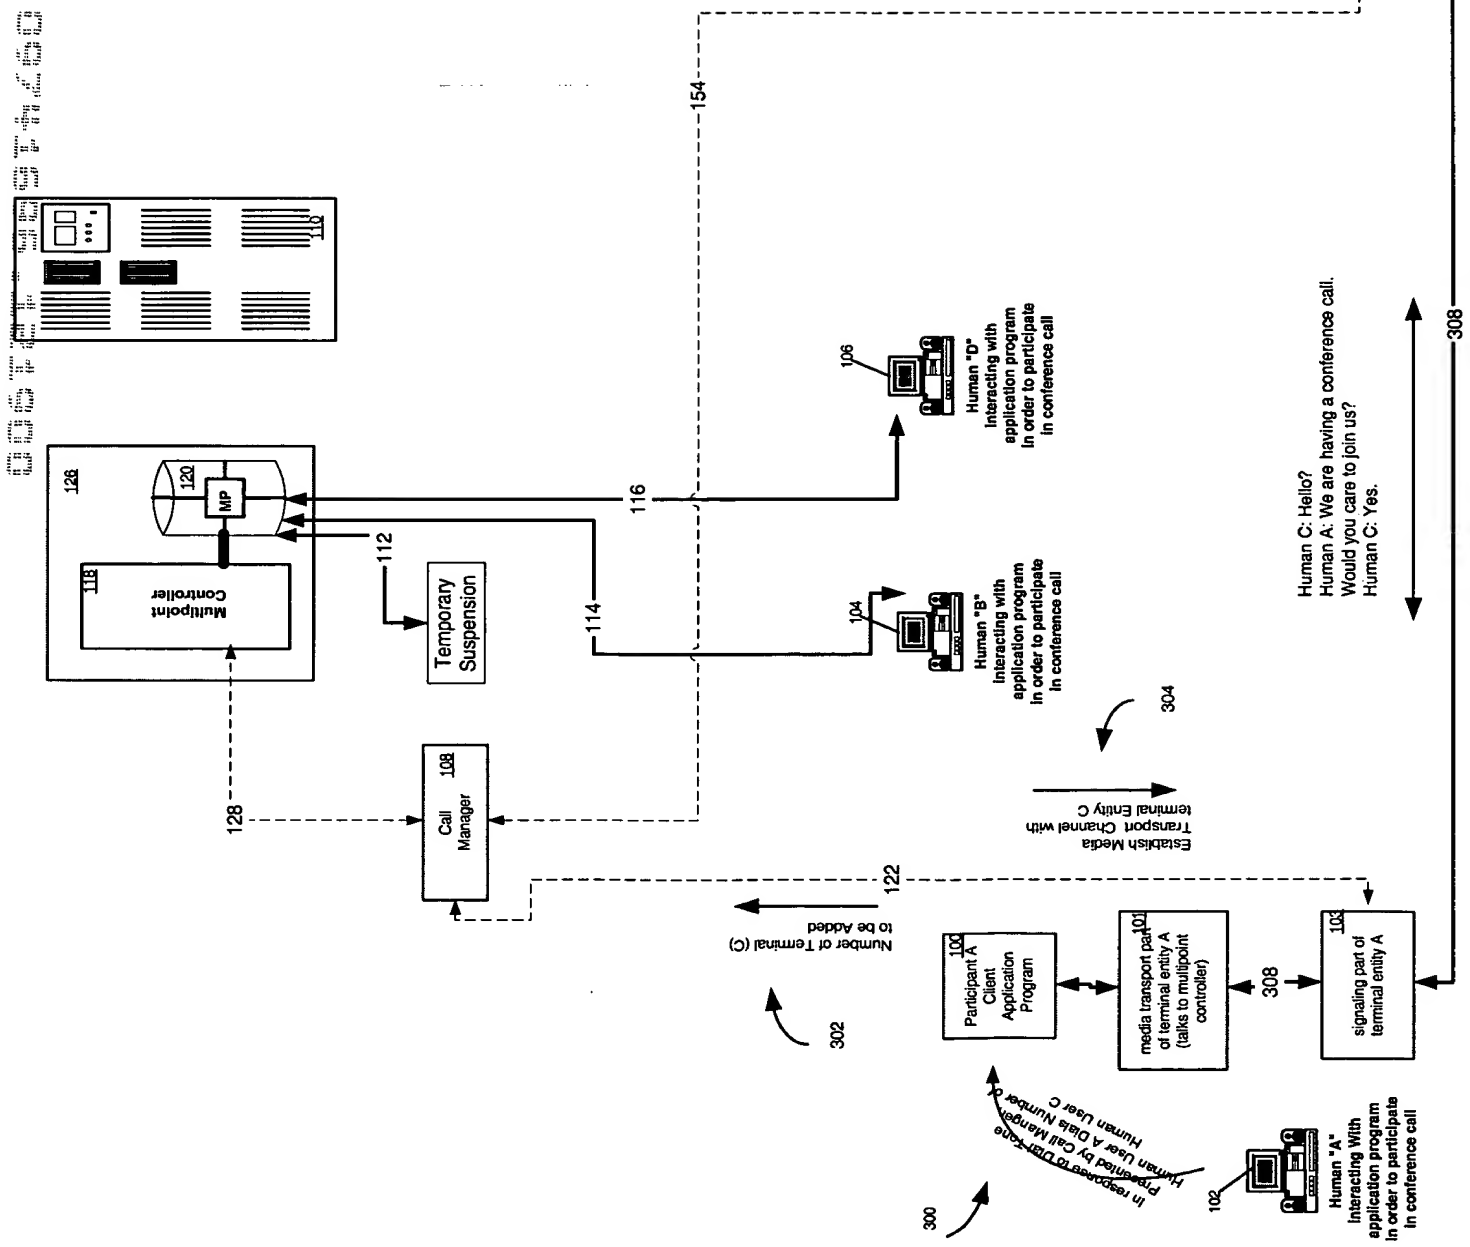 126
118
Multipoint
Controller
120
MP
110
128
112
Temporary
Suspension
Call
Manager
108
114
116
154
Number of Terminal (C)
to be Added
122
302
104
106
300
Participant A
Client
Application
Program
100
Human "B"
Interacting with
application program
in order to participate
in conference call
Human "D"
Interacting with
application program
in order to participate
in conference call
In response to Dial Tone
Presented by Call Manger,
Human User A Dials Number of
Human User C
Establish Media
Transport Channel with
terminal Entity C
304
101
media transport part
of terminal entity A
(talks to multipoint
controller)
308
102
Human "A"
Interacting With
application program
in order to participate
in conference call
103
signaling part of
terminal entity A
Human C: Hello?
Human A: We are having a conference call.
Would you care to join us?
Human C: Yes.
308